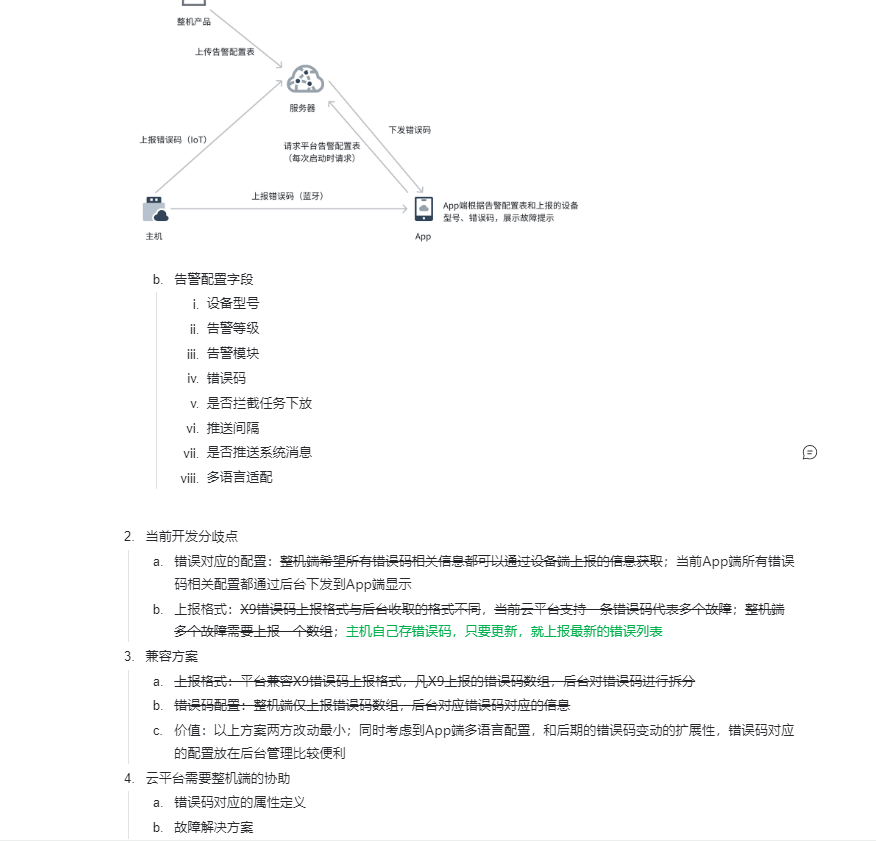 整机产品
上传告警配置表
服务器
上报错误码（IoT）
下发错误码
请求平台告警配置表
（每次启动时请求）
上报错误码（蓝牙）
App端根据告警配置表和上报的设备
型号、错误码，展示故障提示
主机
App
b. 告警配置字段
i. 设备型号
ii. 告警等级
iii. 告警模块
iv. 错误码
v. 是否拦截任务下放
vi. 推送间隔
vii. 是否推送系统消息
viii. 多语言适配
2. 当前开发分歧点
a. 错误对应的配置：整机端希望所有错误码相关信息都可以通过设备端上报的信息获取；当前App端所有错误
码相关配置都通过后台下发到App端显示
b. 上报格式：X9错误码上报格式与后台收取的格式不同，当前云平台支持一条错误码代表多个故障；整机端
多个故障需要上报一个数组；主机自己存错误码，只要更新，就上报最新的错误列表
3. 兼容方案
a. 上报格式：平台兼容X9错误码上报格式，凡X9上报的错误码数组，后台对错误码进行拆分
b. 错误码配置：整机端仅上报错误码数组，后台对应错误码对应的信息
c. 价值：以上方案两方改动最小；同时考虑到App端多语言配置，和后期的错误码变动的扩展性，错误码对应
的配置放在后台管理比较便利
4. 云平台需要整机端的协助
a. 错误码对应的属性定义
b. 故障解决方案